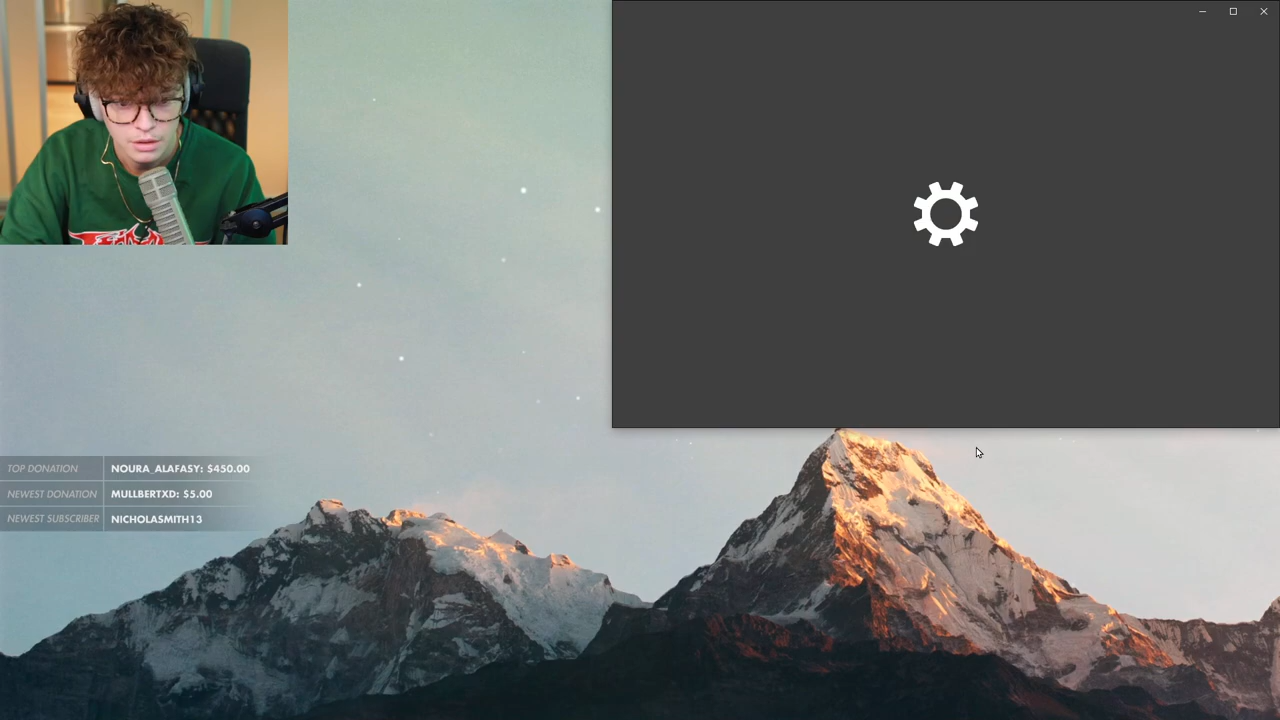 TOP DONATION NOURA_ALAFASY: $450.00
NEWEST DONATION MULLBERTXD: $5.00
NEWEST SUBSCRIBER NICHOLASMITH13